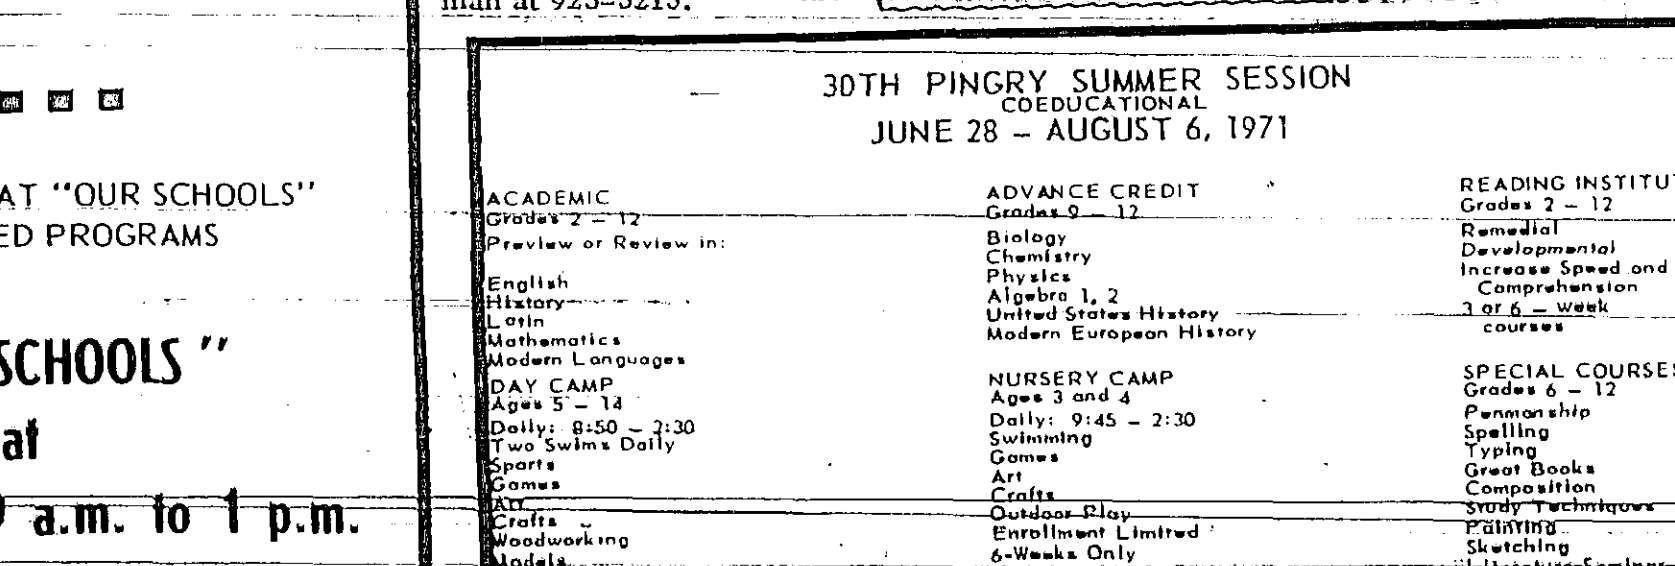 man at 923-3213.
AT "OUR SCHOOLS"
ED PROGRAMS
SCHOOLS"
at
a.m. to 1 p.m.
30TH PINGRY SUMMER SESSION
COEDUCATIONAL
JUNE 28 – AUGUST 6, 1971
ACADEMIC
Grades 2 – 12
Preview or Review in:
English
History
Latin
Mathematics
Modern Languages
DAY CAMP
Ages 5 – 14
Daily: 8:50 – 2:30
Two Swims Daily
Sports
Games
Art
Crafts
Woodworking
Models
ADVANCE CREDIT
Grades 9 – 12
Biology
Chemistry
Physics
Algebra 1, 2
United States History
Modern European History
NURSERY CAMP
Ages 3 and 4
Daily: 9:45 – 2:30
Swimming
Games
Art
Crafts
Outdoor Play
Enrollment Limited
6-Weeks Only
READING INSTITUT
Grades 2 – 12
Remedial
Developmental
Increase Speed and
Comprehension
3 or 6 – week
courses
SPECIAL COURSES
Grades 6 – 12
Penmanship
Spelling
Typing
Great Books
Composition
Study Techniques
Painting
Sketching